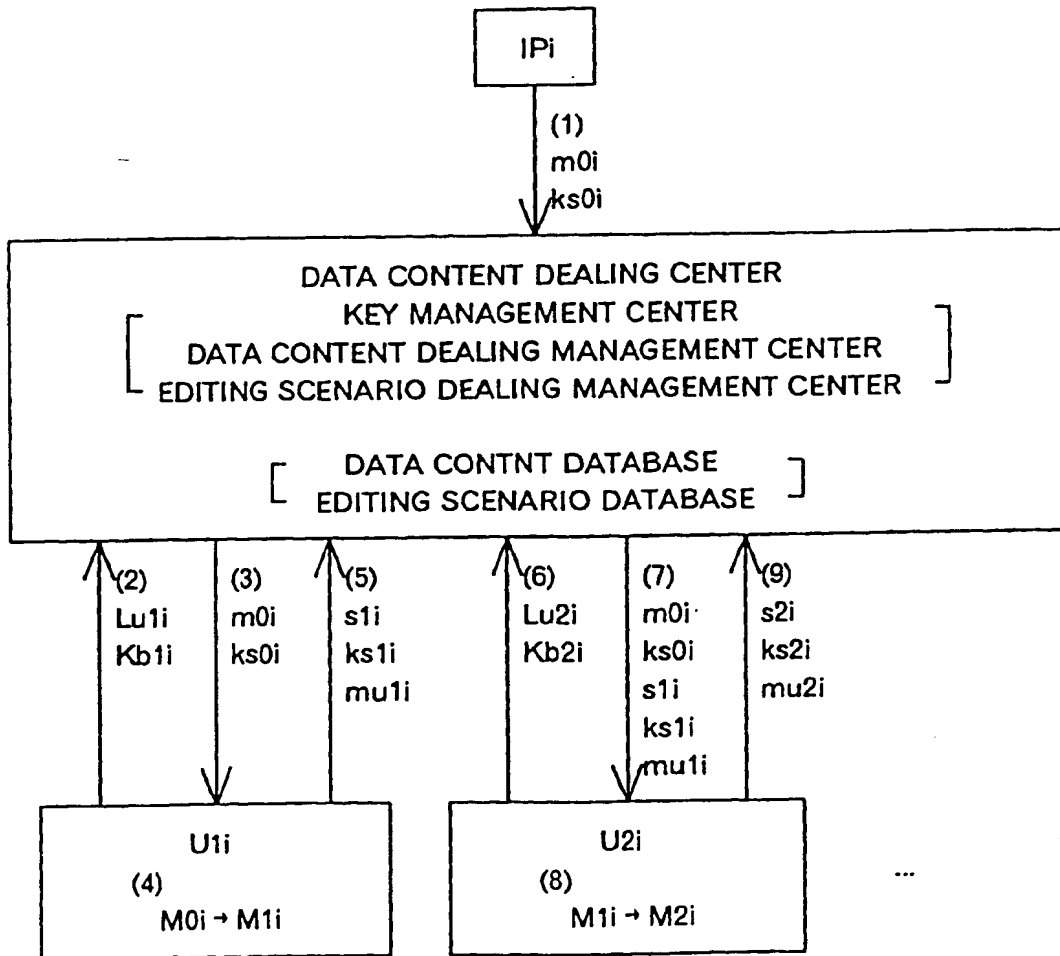 IPi
(1)
m0i
ks0i
DATA CONTENT DEALING CENTER
KEY MANAGEMENT CENTER
DATA CONTENT DEALING MANAGEMENT CENTER
EDITING SCENARIO DEALING MANAGEMENT CENTER
DATA CONTNT DATABASE
EDITING SCENARIO DATABASE
(2)
Lu1i
Kb1i
(3)
m0i
ks0i
(5)
s1i
ks1i
mu1i
(6)
Lu2i
Kb2i
(7)
m0i
ks0i
s1i
ks1i
mu1i
(9)
s2i
ks2i
mu2i
U1i
(4)
M0i → M1i
U2i
(8)
M1i → M2i
...